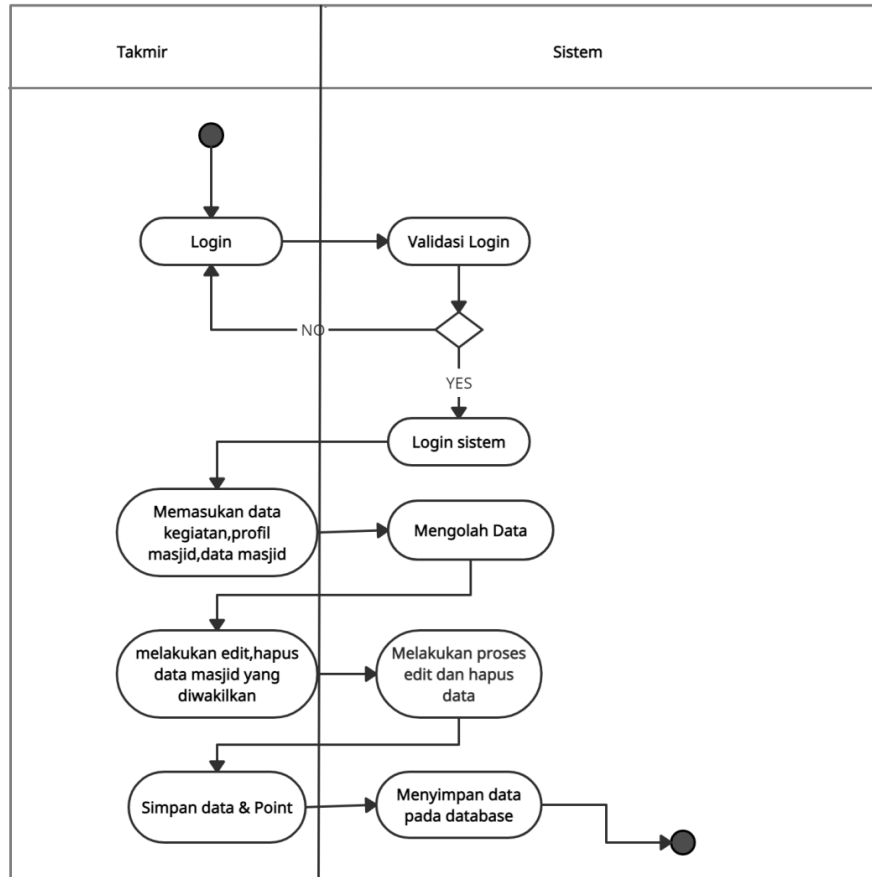 Takmir
Sistem
Login
Validasi Login
NO
YES
Login sistem
Memasukan data
kegiatan,profil
masjid,data masjid
Mengolah Data
melakukan edit,hapus
data masjid yang
diwakilkan
Melakukan proses
edit dan hapus
data
Simpan data & Point
Menyimpan data
pada database